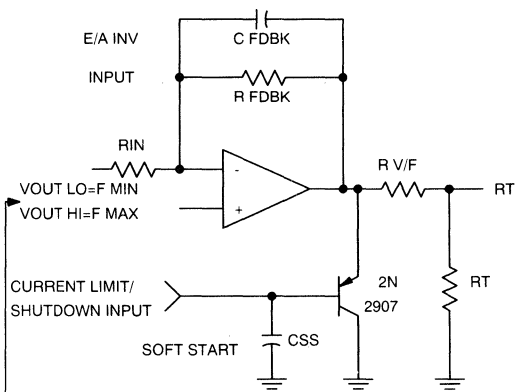 E/A INV
C FDBK
INPUT
R FDBK
RIN
-
R V/F
RT
VOUT LO=F MIN
VOUT HI=F MAX
+
CURRENT LIMIT/
SHUTDOWN INPUT
2N
2907
RT
SOFT START
CSS